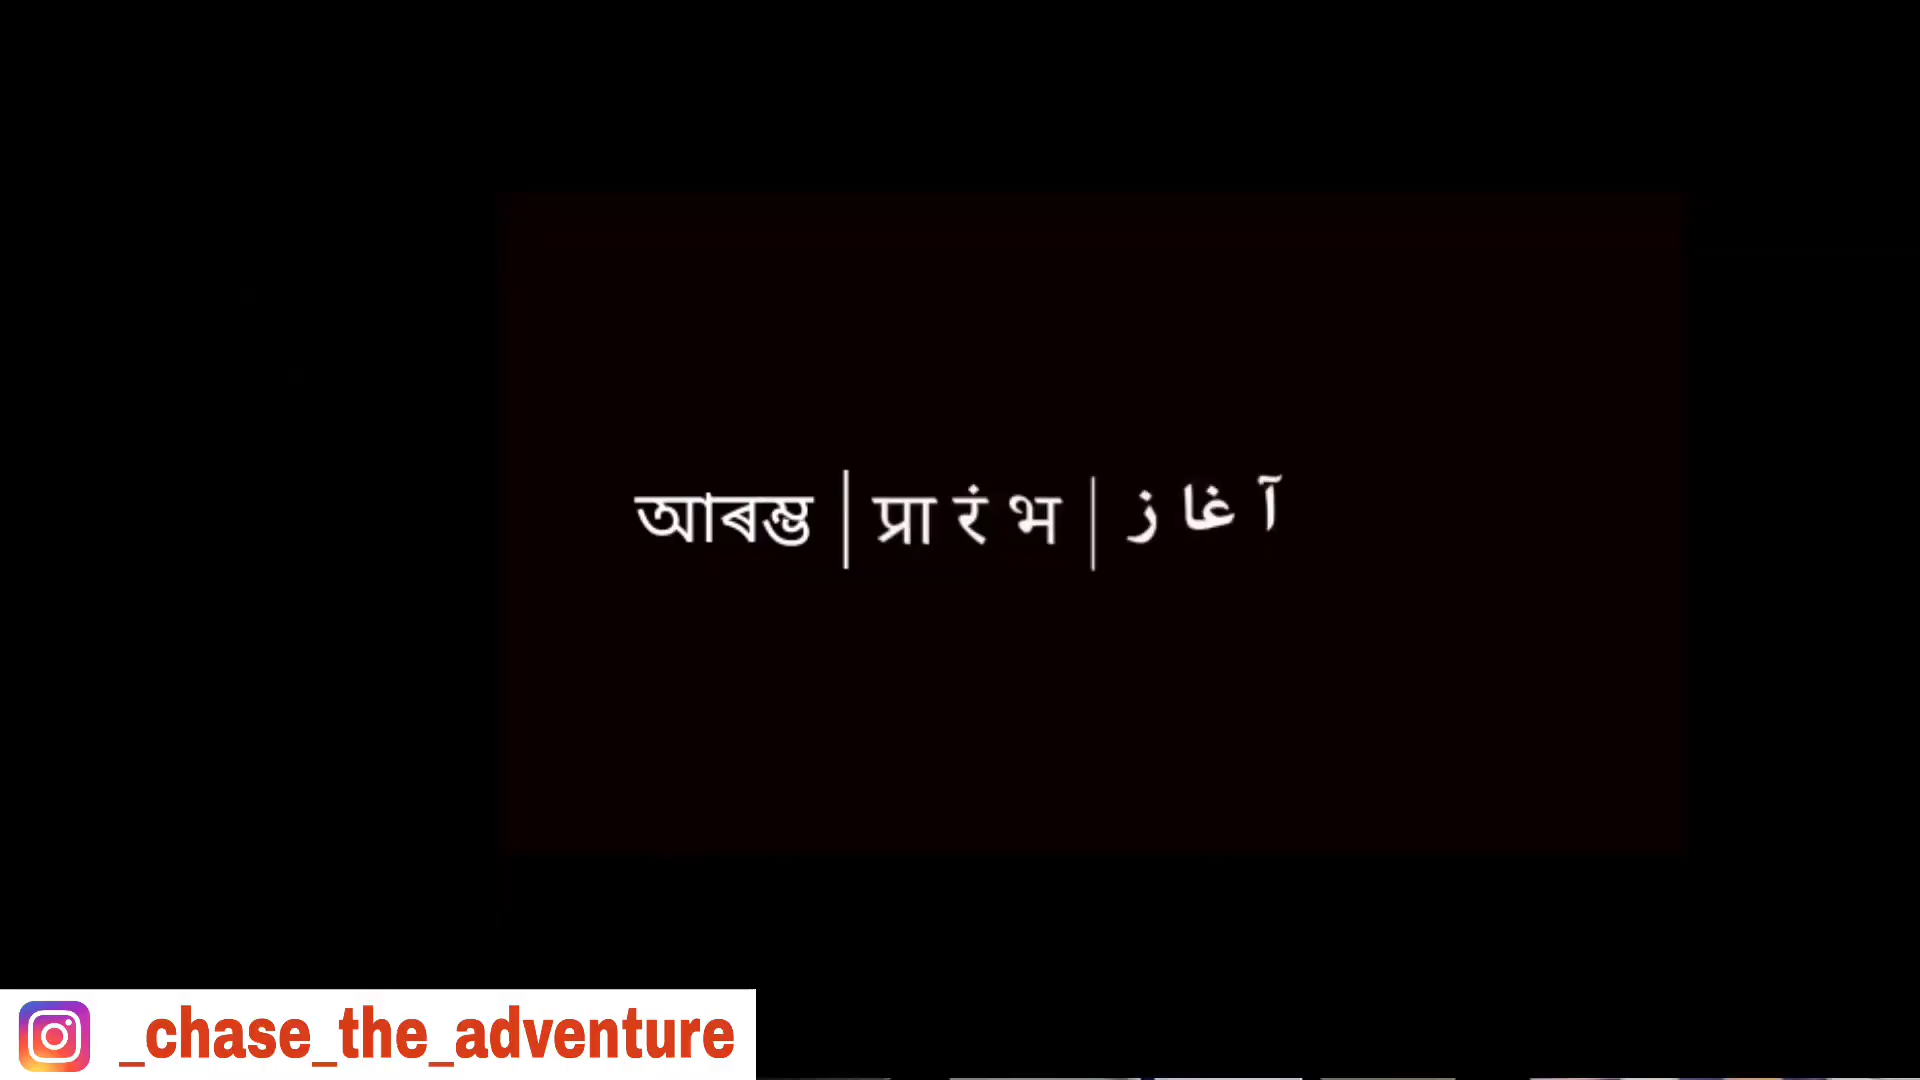 আৰম্ভ | प्रारंभ | آغاز
_chase_the_adventure